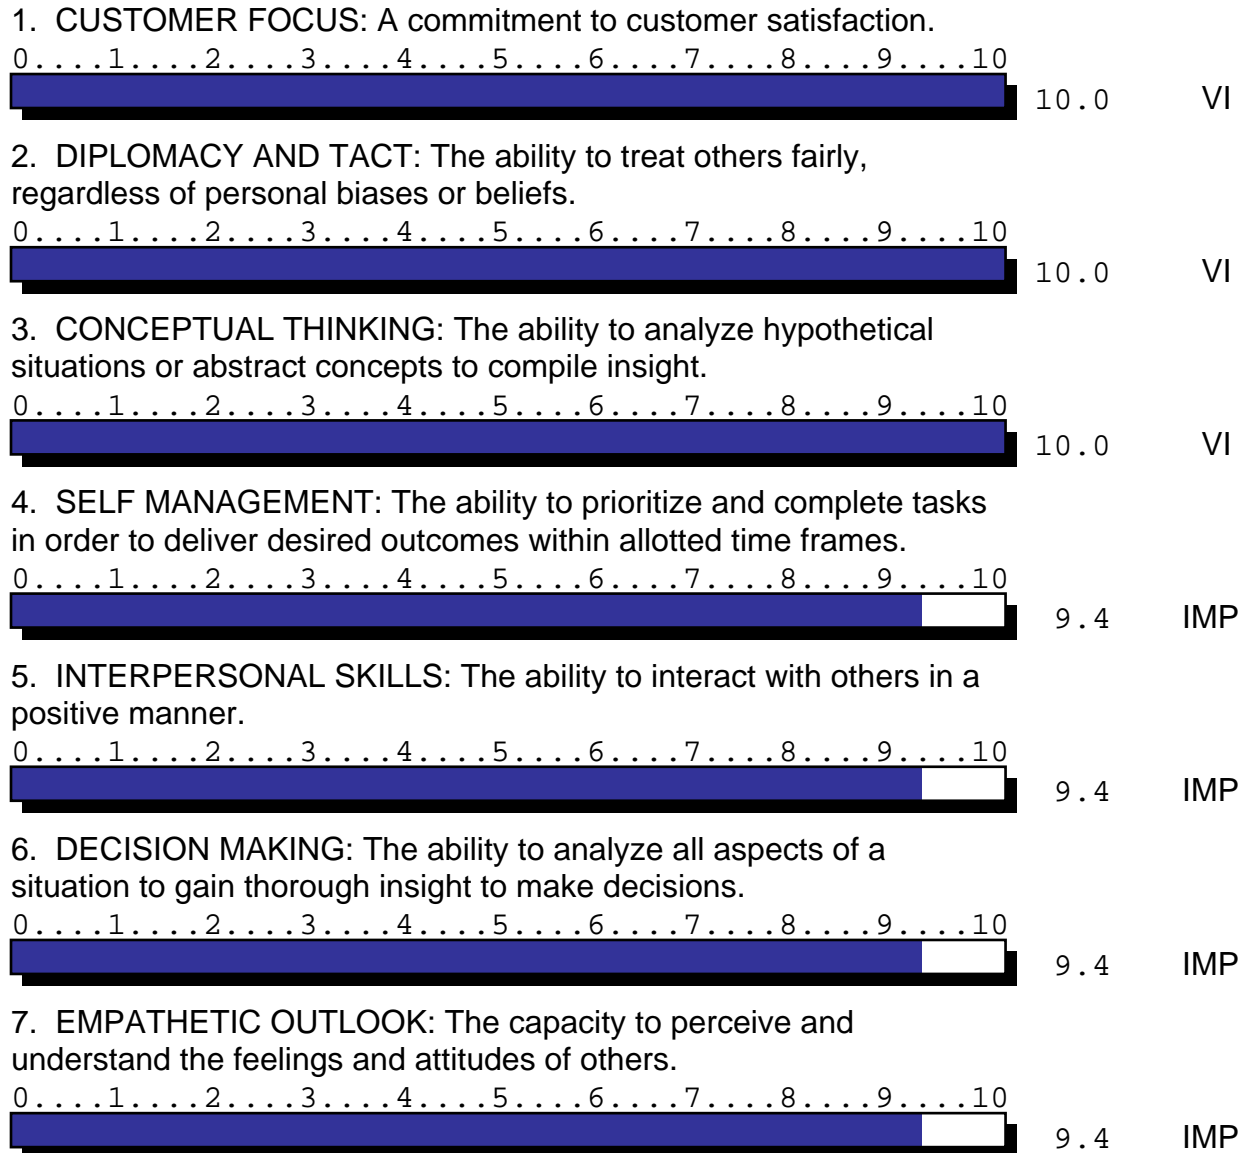 1. CUSTOMER FOCUS: A commitment to customer satisfaction.
0....1....2....3....4....5....6....7....8....9....10
10.0 VI
2. DIPLOMACY AND TACT: The ability to treat others fairly,
regardless of personal biases or beliefs.
0....1....2....3....4....5....6....7....8....9....10
10.0 VI
3. CONCEPTUAL THINKING: The ability to analyze hypothetical
situations or abstract concepts to compile insight.
0....1....2....3....4....5....6....7....8....9....10
10.0 VI
4. SELF MANAGEMENT: The ability to prioritize and complete tasks
in order to deliver desired outcomes within allotted time frames.
0....1....2....3....4....5....6....7....8....9....10
9.4 IMP
5. INTERPERSONAL SKILLS: The ability to interact with others in a
positive manner.
0....1....2....3....4....5....6....7....8....9....10
9.4 IMP
6. DECISION MAKING: The ability to analyze all aspects of a
situation to gain thorough insight to make decisions.
0....1....2....3....4....5....6....7....8....9....10
9.4 IMP
7. EMPATHETIC OUTLOOK: The capacity to perceive and
understand the feelings and attitudes of others.
0....1....2....3....4....5....6....7....8....9....10
9.4 IMP